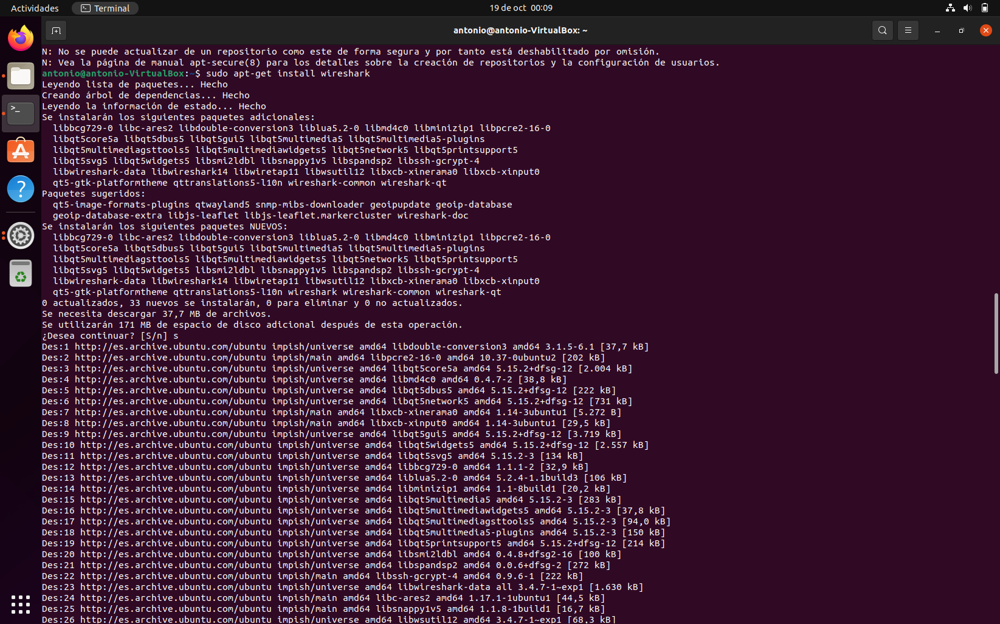 Actividades
Terminal
19 de oct 00:09
antonio@antonio-VirtualBox: ~
N: No se puede actualizar de un repositorio como este de forma segura y por tanto está deshabilitado por omisión.
N: Vea la página de manual apt-secure(8) para los detalles sobre la creación de repositorios y la configuración de usuarios.
antonio@antonio-VirtualBox:~$ sudo apt-get install wireshark
Leyendo lista de paquetes... Hecho
Creando árbol de dependencias... Hecho
Leyendo la información de estado... Hecho
Se instalarán los siguientes paquetes adicionales:
  libbcg729-0 libc-ares2 libdouble-conversion3 liblua5.2-0 libmd4c0 libminizip1 libpcre2-16-0
  libqt5core5a libqt5dbus5 libqt5gui5 libqt5multimedia5 libqt5multimedia5-plugins
  libqt5multimediagsttools5 libqt5multimediawidgets5 libqt5network5 libqt5printsupport5
  libqt5svg5 libqt5widgets5 libsmi2ldbl libsnappy1v5 libspandsp2 libssh-gcrypt-4
  libwireshark-data libwireshark14 libwiretap11 libwsutil12 libxcb-xinerama0 libxcb-xinput0
  qt5-gtk-platformtheme qttranslations5-l10n wireshark-common wireshark-qt
Paquetes sugeridos:
  qt5-image-formats-plugins qtwayland5 snmp-mibs-downloader geoipupdate geoip-database
  geoip-database-extra libjs-leaflet libjs-leaflet.markercluster wireshark-doc
Se instalarán los siguientes paquetes NUEVOS:
  libbcg729-0 libc-ares2 libdouble-conversion3 liblua5.2-0 libmd4c0 libminizip1 libpcre2-16-0
  libqt5core5a libqt5dbus5 libqt5gui5 libqt5multimedia5 libqt5multimedia5-plugins
  libqt5multimediagsttools5 libqt5multimediawidgets5 libqt5network5 libqt5printsupport5
  libqt5svg5 libqt5widgets5 libsmi2ldbl libsnappy1v5 libspandsp2 libssh-gcrypt-4
  libwireshark-data libwireshark14 libwiretap11 libwsutil12 libxcb-xinerama0 libxcb-xinput0
  qt5-gtk-platformtheme qttranslations5-l10n wireshark wireshark-common wireshark-qt
0 actualizados, 33 nuevos se instalarán, 0 para eliminar y 0 no actualizados.
Se necesita descargar 37,7 MB de archivos.
Se utilizarán 171 MB de espacio de disco adicional después de esta operación.
¿Desea continuar? [S/n] s
Des:1 http://es.archive.ubuntu.com/ubuntu impish/universe amd64 libdouble-conversion3 amd64 3.1.5-6.1 [37,7 kB]
Des:2 http://es.archive.ubuntu.com/ubuntu impish/main amd64 libpcre2-16-0 amd64 10.37-0ubuntu2 [202 kB]
Des:3 http://es.archive.ubuntu.com/ubuntu impish/universe amd64 libqt5core5a amd64 5.15.2+dfsg-12 [2.004 kB]
Des:4 http://es.archive.ubuntu.com/ubuntu impish/universe amd64 libmd4c0 amd64 0.4.7-2 [38,8 kB]
Des:5 http://es.archive.ubuntu.com/ubuntu impish/universe amd64 libqt5dbus5 amd64 5.15.2+dfsg-12 [222 kB]
Des:6 http://es.archive.ubuntu.com/ubuntu impish/universe amd64 libqt5network5 amd64 5.15.2+dfsg-12 [731 kB]
Des:7 http://es.archive.ubuntu.com/ubuntu impish/main amd64 libxcb-xinerama0 amd64 1.14-3ubuntu1 [5.272 B]
Des:8 http://es.archive.ubuntu.com/ubuntu impish/main amd64 libxcb-xinput0 amd64 1.14-3ubuntu1 [29,5 kB]
Des:9 http://es.archive.ubuntu.com/ubuntu impish/universe amd64 libqt5gui5 amd64 5.15.2+dfsg-12 [3.719 kB]
Des:10 http://es.archive.ubuntu.com/ubuntu impish/universe amd64 libqt5widgets5 amd64 5.15.2+dfsg-12 [2.557 kB]
Des:11 http://es.archive.ubuntu.com/ubuntu impish/universe amd64 libqt5svg5 amd64 5.15.2-3 [134 kB]
Des:12 http://es.archive.ubuntu.com/ubuntu impish/universe amd64 libbcg729-0 amd64 1.1.1-2 [32,9 kB]
Des:13 http://es.archive.ubuntu.com/ubuntu impish/universe amd64 liblua5.2-0 amd64 5.2.4-1.1build3 [106 kB]
Des:14 http://es.archive.ubuntu.com/ubuntu impish/universe amd64 libminizip1 amd64 1.1-8build1 [20,2 kB]
Des:15 http://es.archive.ubuntu.com/ubuntu impish/universe amd64 libqt5multimedia5 amd64 5.15.2-3 [283 kB]
Des:16 http://es.archive.ubuntu.com/ubuntu impish/universe amd64 libqt5multimediawidgets5 amd64 5.15.2-3 [37,8 kB]
Des:17 http://es.archive.ubuntu.com/ubuntu impish/universe amd64 libqt5multimediagsttools5 amd64 5.15.2-3 [94,0 kB]
Des:18 http://es.archive.ubuntu.com/ubuntu impish/universe amd64 libqt5multimedia5-plugins amd64 5.15.2-3 [150 kB]
Des:19 http://es.archive.ubuntu.com/ubuntu impish/universe amd64 libqt5printsupport5 amd64 5.15.2+dfsg-12 [214 kB]
Des:20 http://es.archive.ubuntu.com/ubuntu impish/universe amd64 libsmi2ldbl amd64 0.4.8+dfsg2-16 [100 kB]
Des:21 http://es.archive.ubuntu.com/ubuntu impish/universe amd64 libspandsp2 amd64 0.0.6+dfsg-2 [272 kB]
Des:22 http://es.archive.ubuntu.com/ubuntu impish/main amd64 libssh-gcrypt-4 amd64 0.9.6-1 [222 kB]
Des:23 http://es.archive.ubuntu.com/ubuntu impish/universe amd64 libwireshark-data all 3.4.7-1~exp1 [1.630 kB]
Des:24 http://es.archive.ubuntu.com/ubuntu impish/main amd64 libc-ares2 amd64 1.17.1-1ubuntu1 [44,5 kB]
Des:25 http://es.archive.ubuntu.com/ubuntu impish/main amd64 libsnappy1v5 amd64 1.1.8-1build1 [16,7 kB]
Des:26 http://es.archive.ubuntu.com/ubuntu impish/universe amd64 libwsutil12 amd64 3.4.7-1~exp1 [68,3 kB]